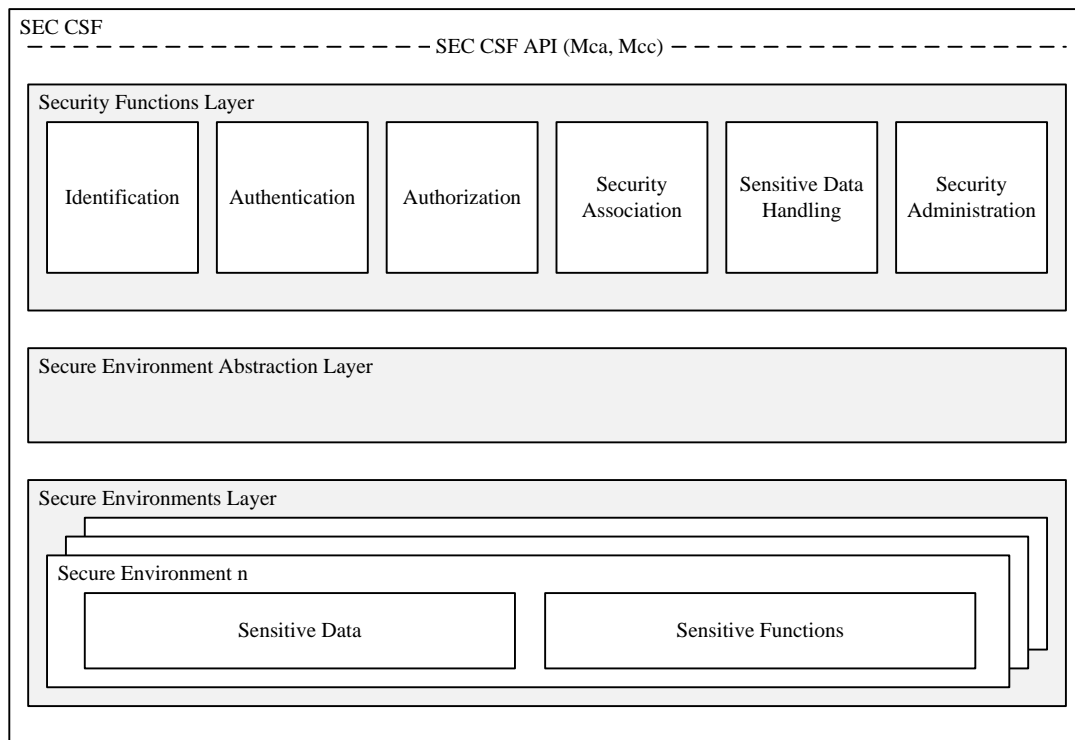 SEC CSF
SEC CSF API (Mca, Mcc)
Security Functions Layer
Identification
Authentication
Authorization
Security
Association
Sensitive Data
Handling
Security
Administration
Secure Environment Abstraction Layer
Secure Environments Layer
Secure Environment n
Sensitive Data
Sensitive Functions